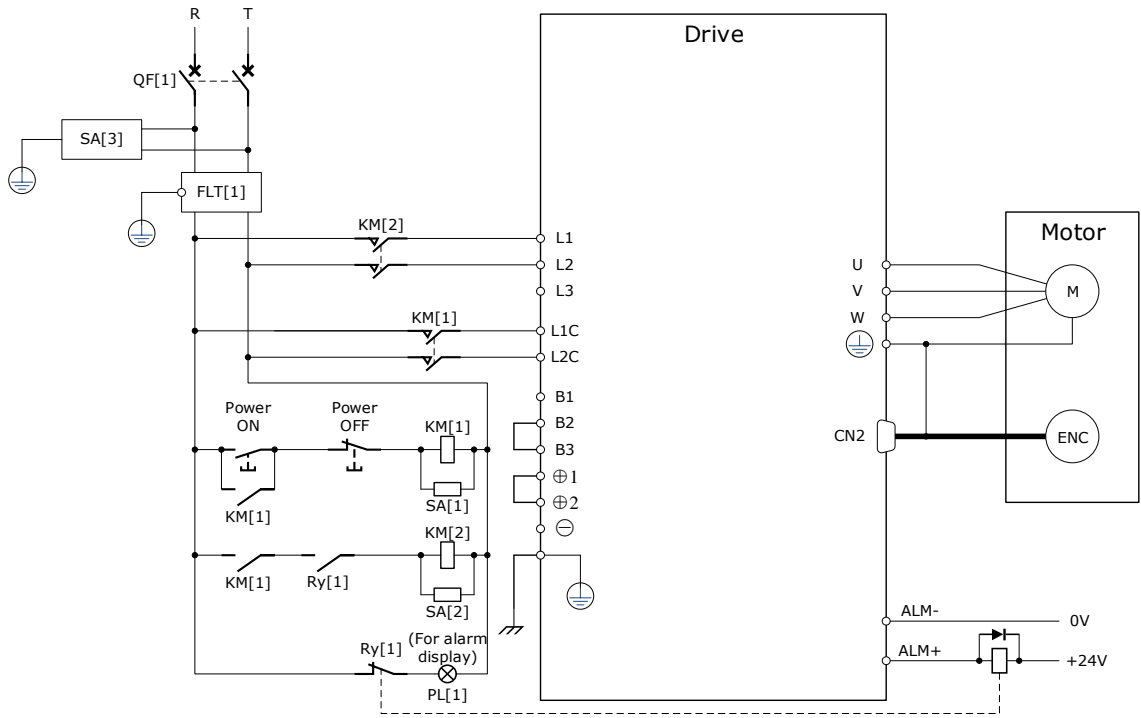 R
T
Drive
QF[1]
SA[3]
FLT[1]
KM[2]
L1
L2
L3
KM[1]
L1C
L2C
U
V
W
Motor
M
Power
ON
Power
OFF
KM[1]
B1
B2
B3
CN2
ENC
KM[1]
SA[1]
⊕1
⊕2
⊖
KM[2]
KM[1]
Ry[1]
SA[2]
Ry[1]
(For alarm
display)
PL[1]
ALM-
0V
ALM+
+24V